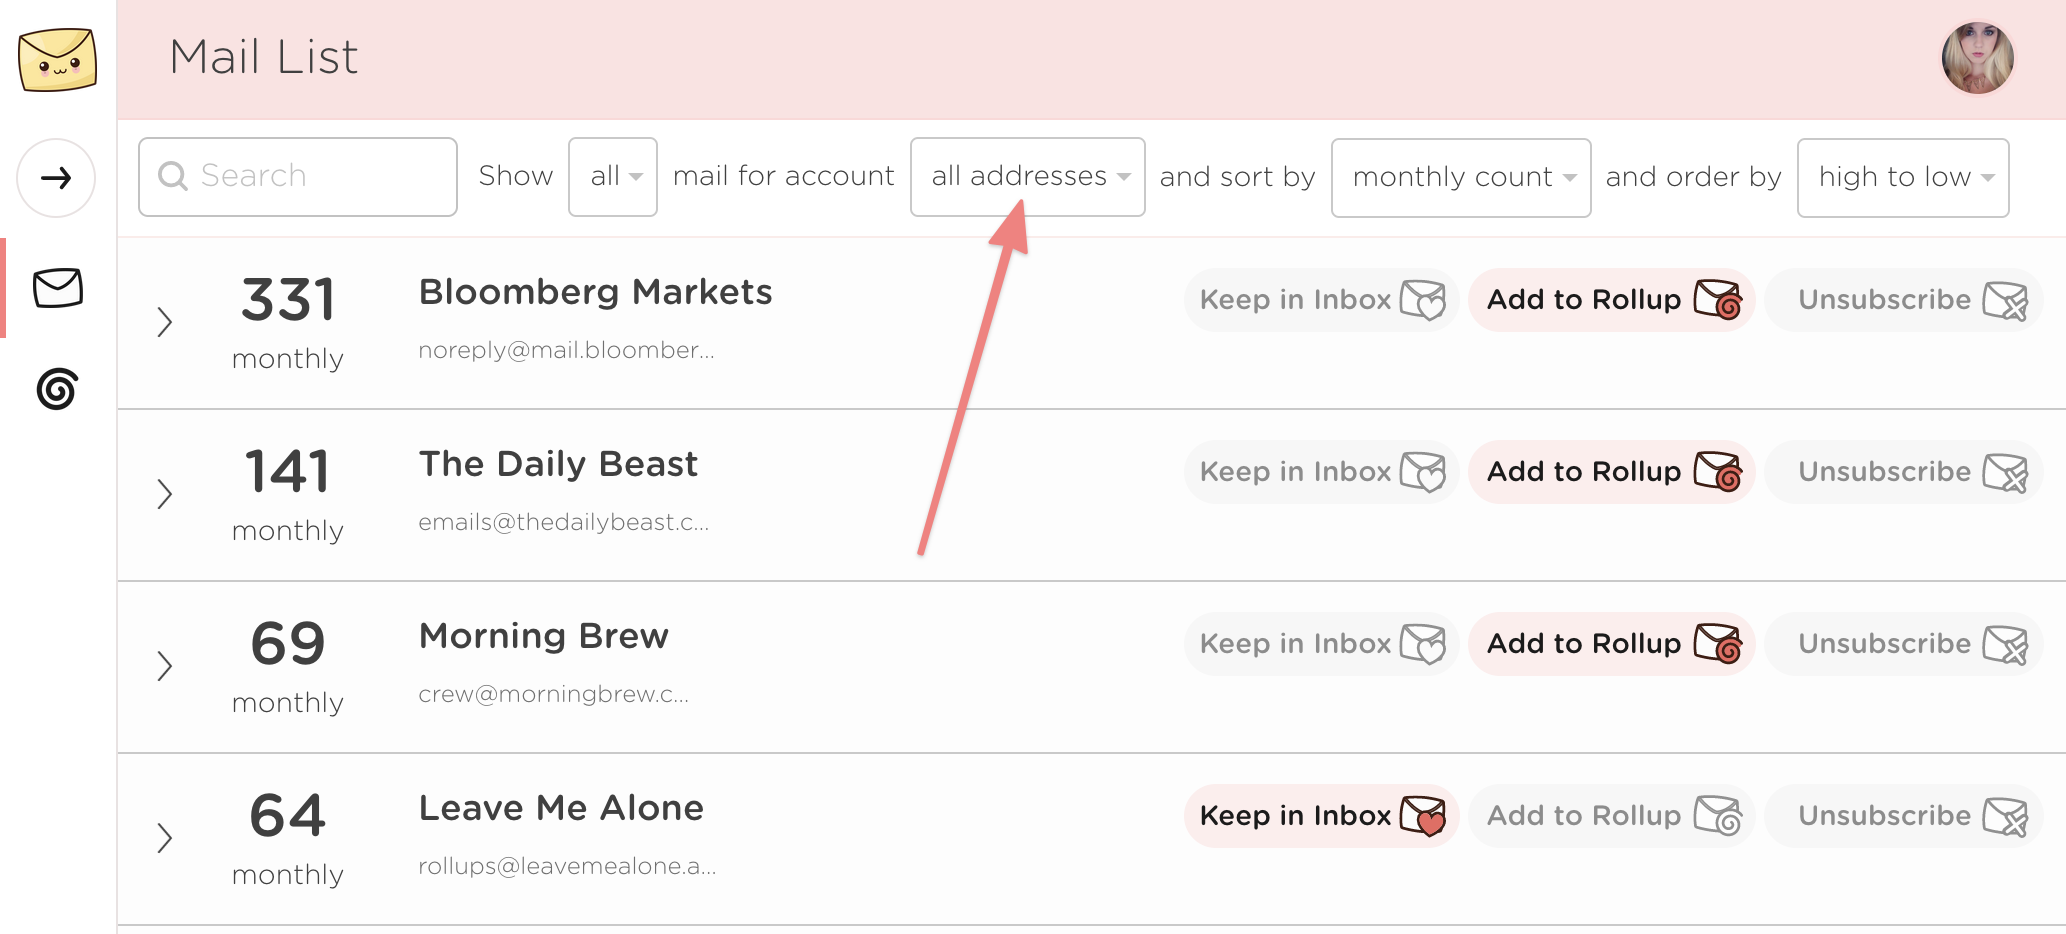 Mail List
Search Show all mail for account all addresses and sort by monthly count and order by high to low
331 monthly
Bloomberg Markets
noreply@mail.bloomber...
Keep in Inbox Add to Rollup Unsubscribe
141 monthly
The Daily Beast
emails@thedailybeast.c...
Keep in Inbox Add to Rollup Unsubscribe
69 monthly
Morning Brew
crew@morningbrew.c...
Keep in Inbox Add to Rollup Unsubscribe
64 monthly
Leave Me Alone
rollups@leavemealone.a...
Keep in Inbox Add to Rollup Unsubscribe